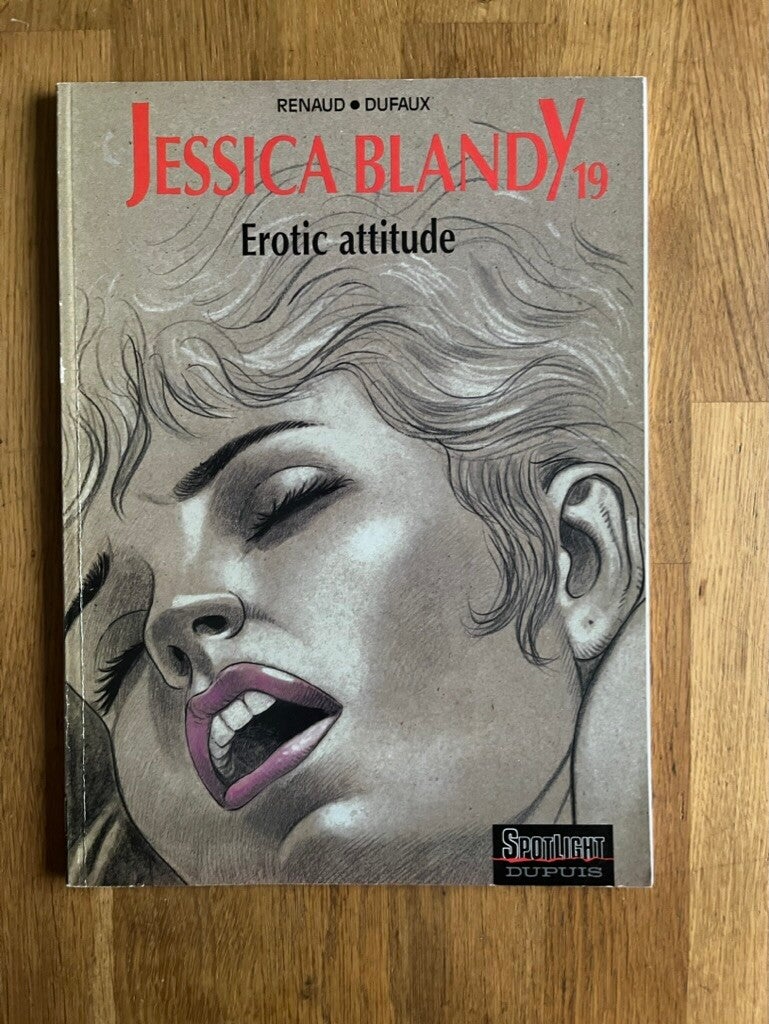 RENAUD • DUFAUX
JESSICA BLANDY 19
Erotic attitude
SPOTLIGHT
DUPUIS